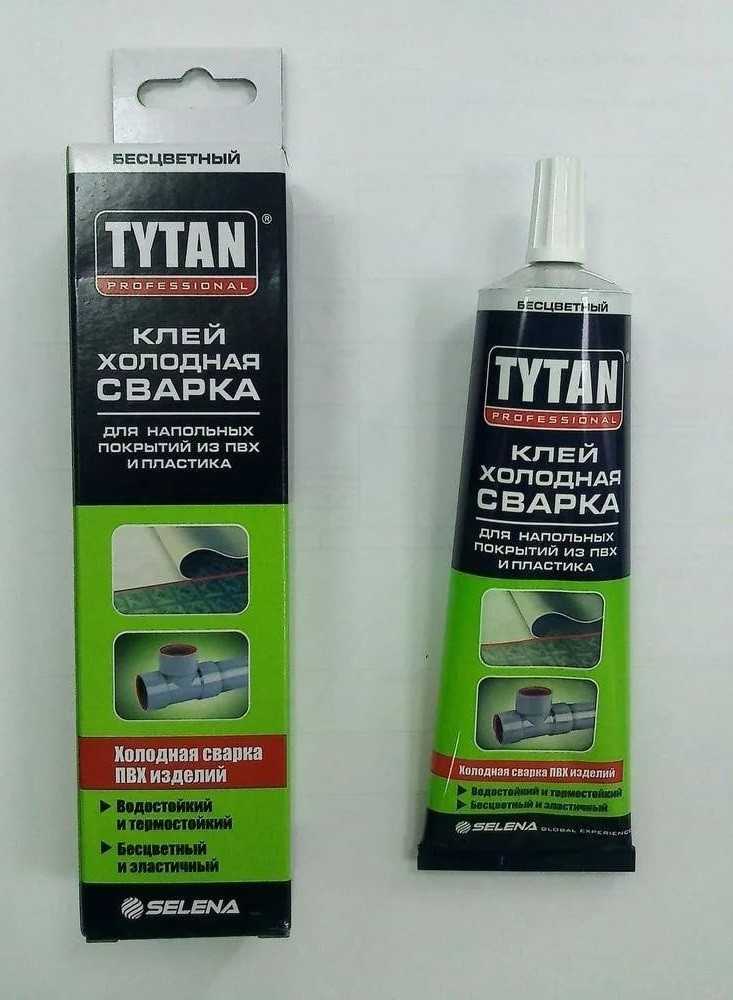 БЕСЦВЕТНЫЙ
TYTAN®
PROFESSIONAL
КЛЕЙ
ХОЛОДНАЯ
СВАРКА
ДЛЯ НАПОЛЬНЫХ
ПОКРЫТИЙ ИЗ ПВХ
И ПЛАСТИКА
Холодная сварка
ПВХ изделий
Водостойкий
и термостойкий
Бесцветный
и эластичный
SELENA
БЕСЦВЕТНЫЙ
TYTAN
PROFESSIONAL
КЛЕЙ
ХОЛОДНАЯ
СВАРКА
ДЛЯ НАПОЛЬНЫХ
ПОКРЫТИЙ ИЗ ПВХ
И ПЛАСТИКА
Холодная сварка ПВХ изделий
Водостойкий и термостойкий
Бесцветный и эластичный
SELENA GLOBAL EXPERIENCE